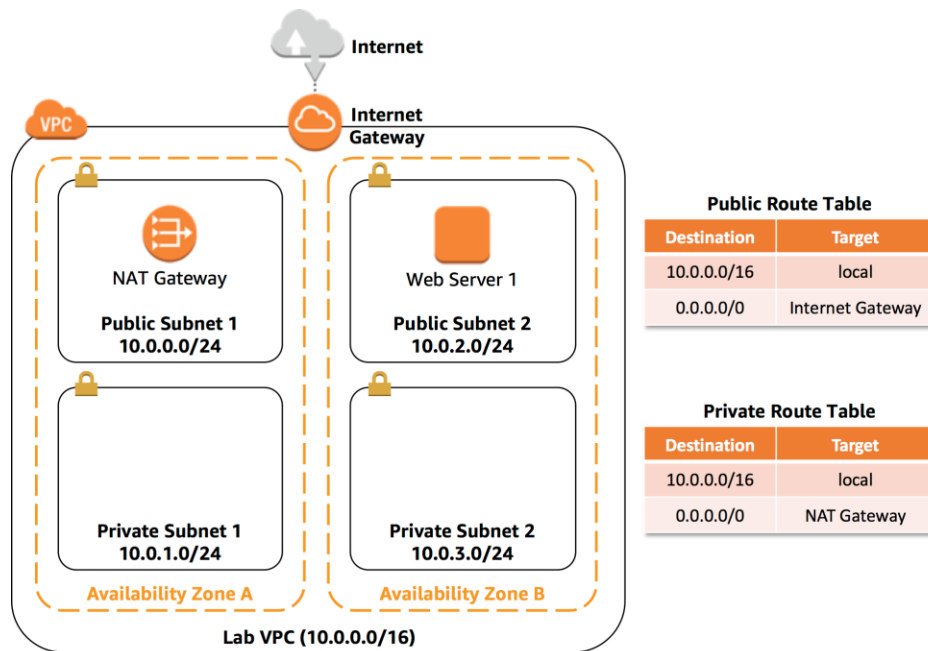 Internet
Internet
Gateway
VPC
NAT Gateway
Public Subnet 1
10.0.0.0/24
Web Server 1
Public Subnet 2
10.0.2.0/24
Private Subnet 1
10.0.1.0/24
Private Subnet 2
10.0.3.0/24
Availability Zone A
Availability Zone B
Lab VPC (10.0.0.0/16)
Public Route Table
Destination Target
10.0.0.0/16 local
0.0.0.0/0 Internet Gateway
Private Route Table
Destination Target
10.0.0.0/16 local
0.0.0.0/0 NAT Gateway